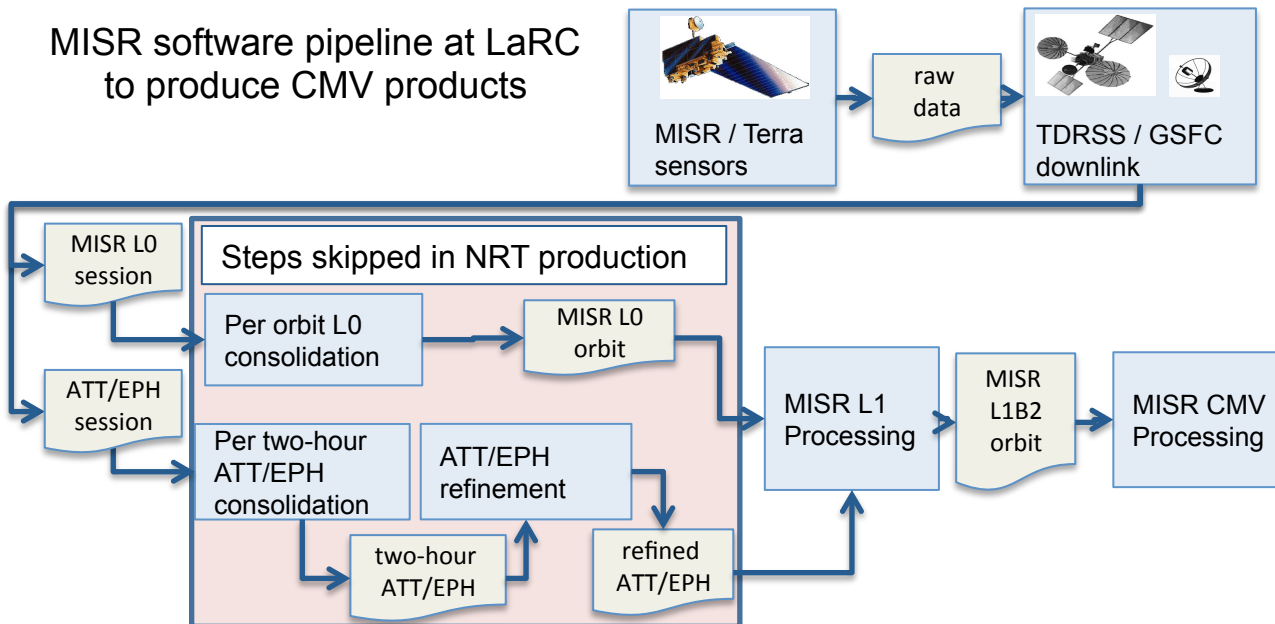 MISR software pipeline at LaRC
to produce CMV products
MISR / Terra
sensors
raw
data
TDRSS / GSFC
downlink
MISR L0
session
ATT/EPH
session
Steps skipped in NRT production
Per orbit L0
consolidation
MISR L0
orbit
Per two-hour
ATT/EPH
consolidation
two-hour
ATT/EPH
ATT/EPH
refinement
refined
ATT/EPH
MISR L1
Processing
MISR
L1B2
orbit
MISR CMV
Processing